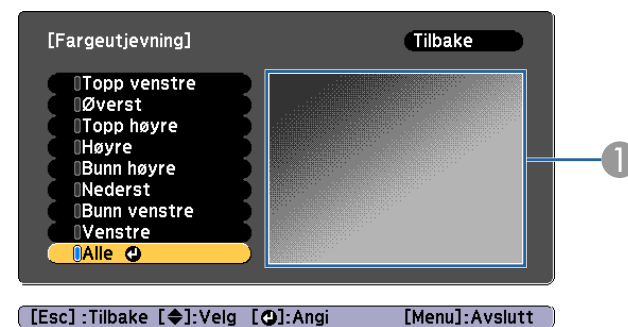 [Fargeutjevning]
Tilbake
Topp venstre
Øverst
Topp høyre
Høyre
Bunn høyre
Nederst
Bunn venstre
Venstre
Alle
1
[Esc] :Tilbake [◆]:Velg [↵]:Angi [Menu]:Avslutt